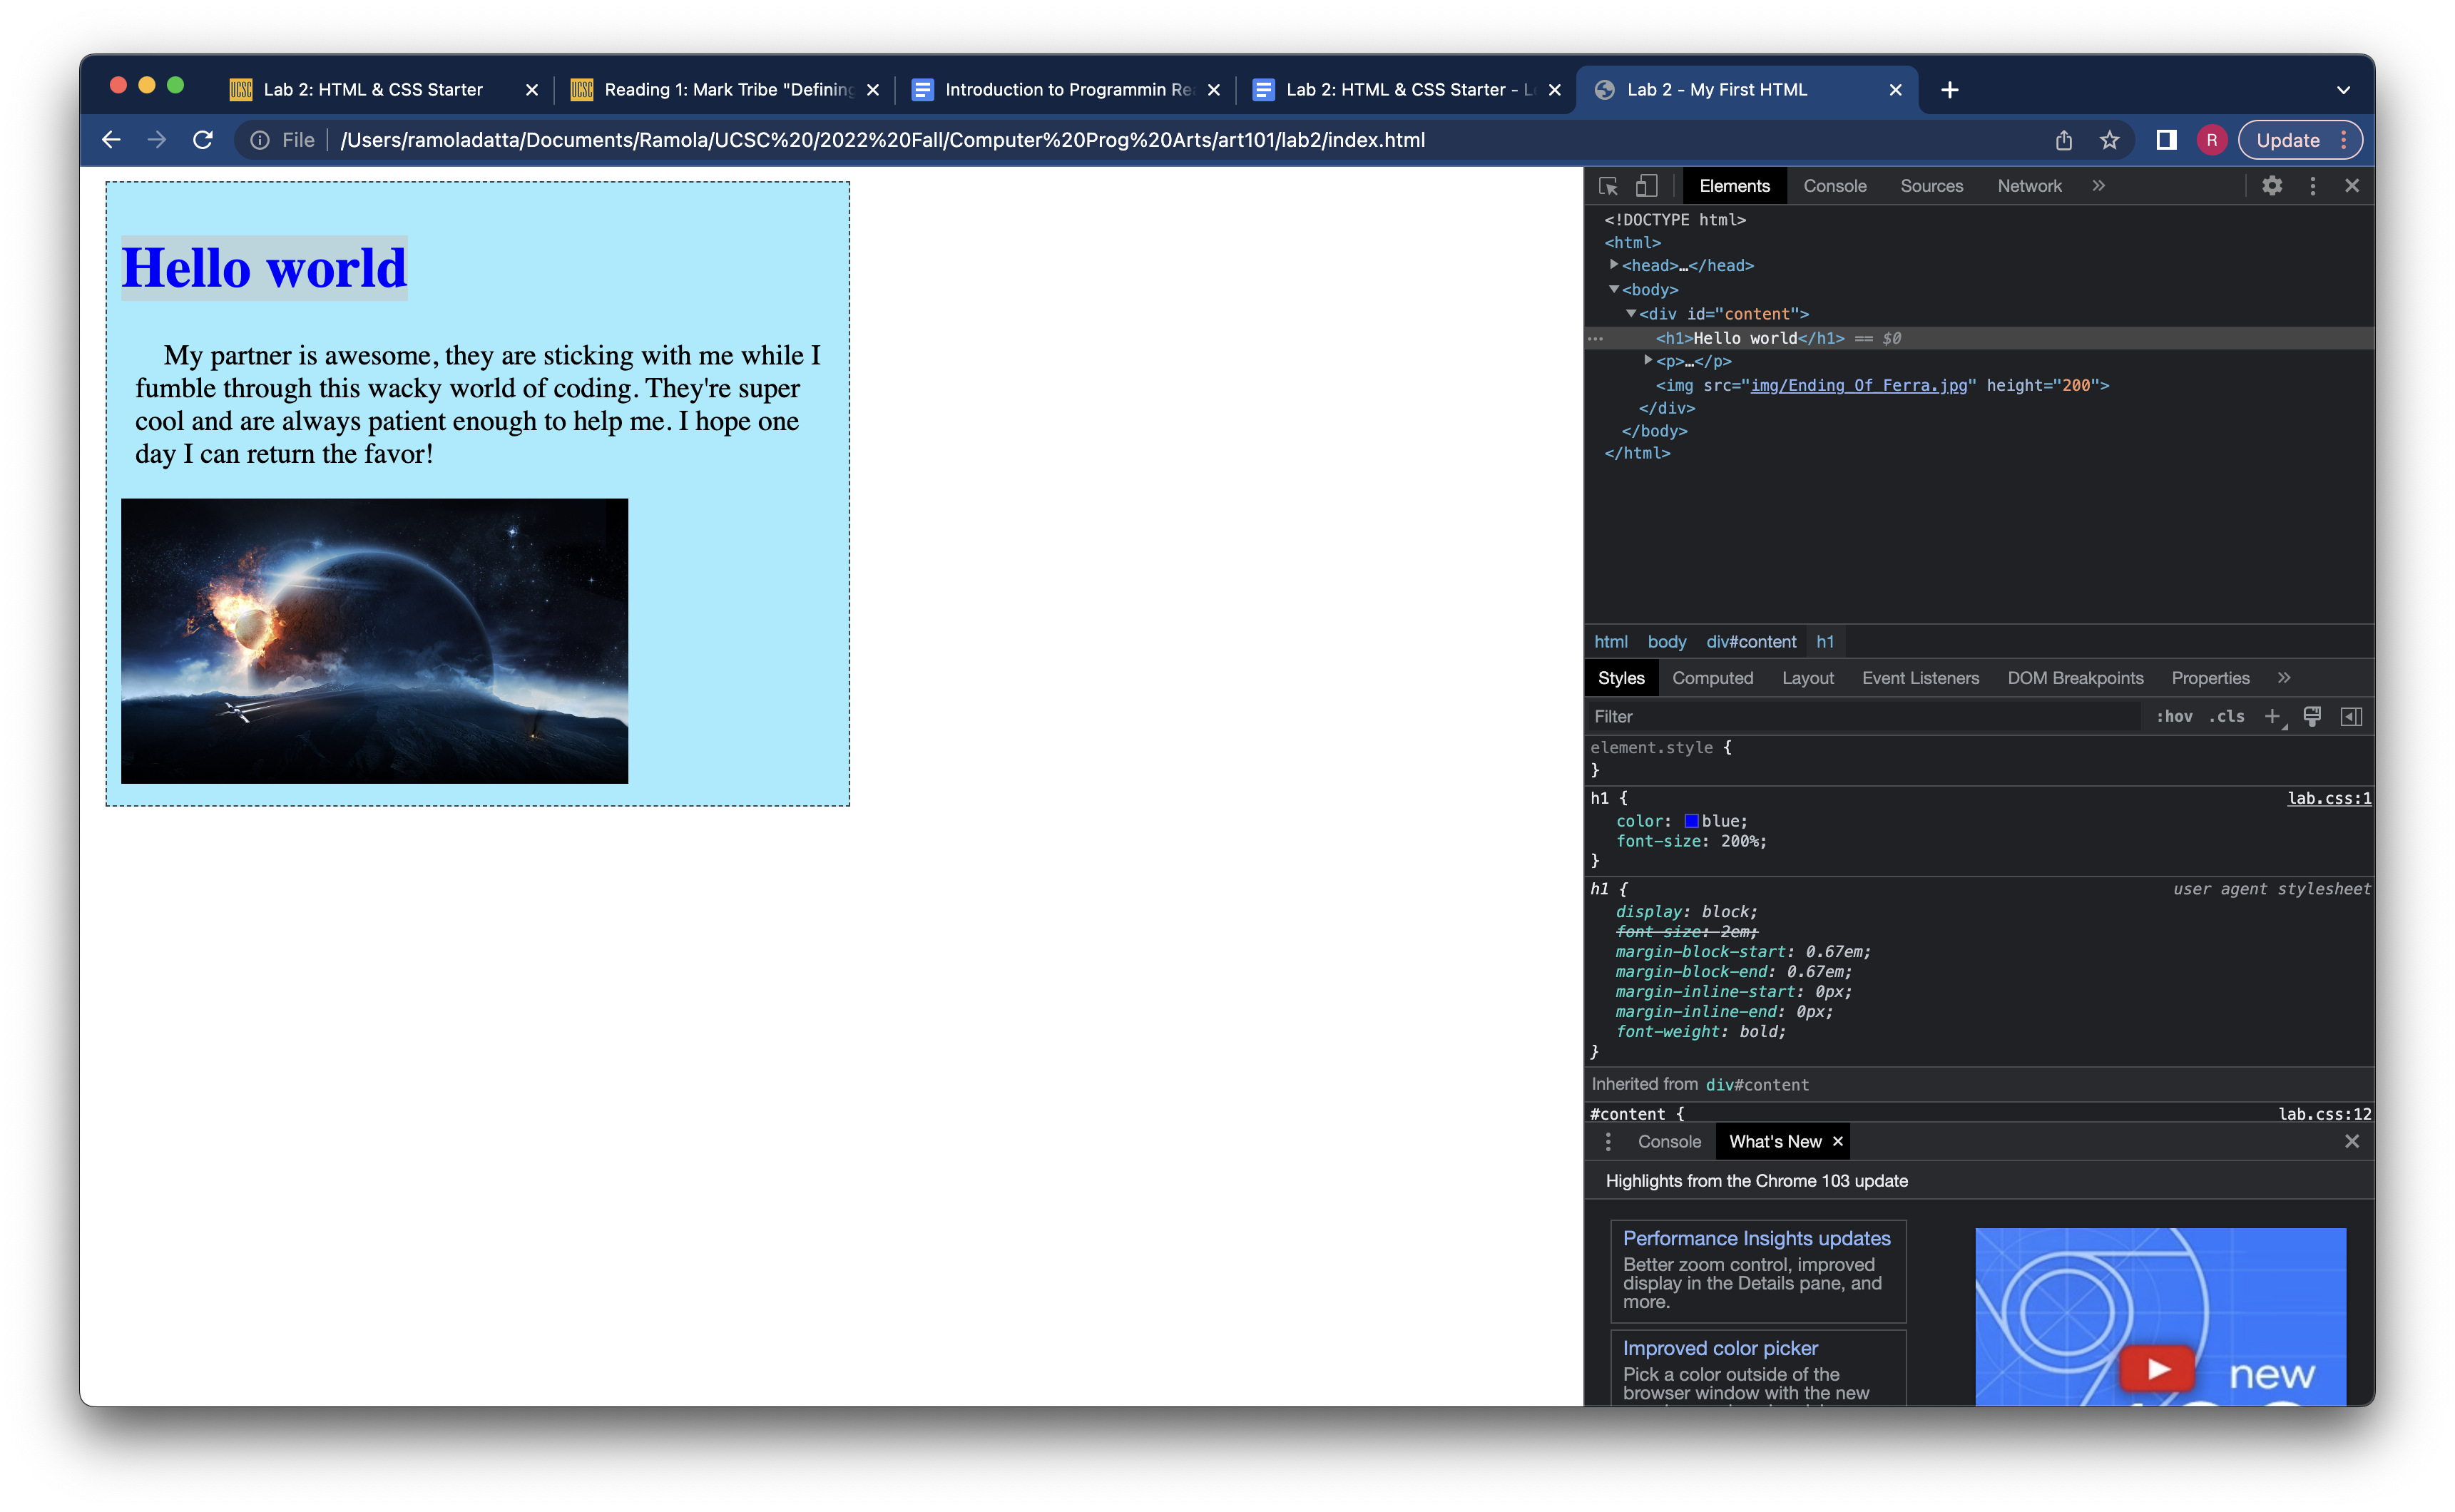 Lab 2: HTML & CSS Starter
Reading 1: Mark Tribe "Defining
Introduction to Programmin Re
Lab 2: HTML & CSS Starter - L
Lab 2 - My First HTML
File
/Users/ramoladatta/Documents/Ramola/UCSC%20/2022%20Fall/Computer%20Prog%20Arts/art101/lab2/index.html
R
Update
Hello world
My partner is awesome, they are sticking with me while I
fumble through this wacky world of coding. They're super
cool and are always patient enough to help me. I hope one
day I can return the favor!
Elements Console Sources Network »
<!DOCTYPE html>
<html>
<head>…</head>
<body>
<div id="content">
<h1>Hello world</h1> == $0
<p>…</p>
<img src="img/Ending_Of_Ferra.jpg" height="200">
</div>
</body>
</html>
html body div#content h1
Styles Computed Layout Event Listeners DOM Breakpoints Properties »
Filter :hov .cls +
element.style {
}
h1 { lab.css:1
color: blue;
font-size: 200%;
}
h1 { user agent stylesheet
display: block;
font-size: 2em;
margin-block-start: 0.67em;
margin-block-end: 0.67em;
margin-inline-start: 0px;
margin-inline-end: 0px;
font-weight: bold;
}
Inherited from div#content
#content { lab.css:12
Console What's New
Highlights from the Chrome 103 update
Performance Insights updates
Better zoom control, improved
display in the Details pane, and
more.
Improved color picker
Pick a color outside of the
browser window with the new
new